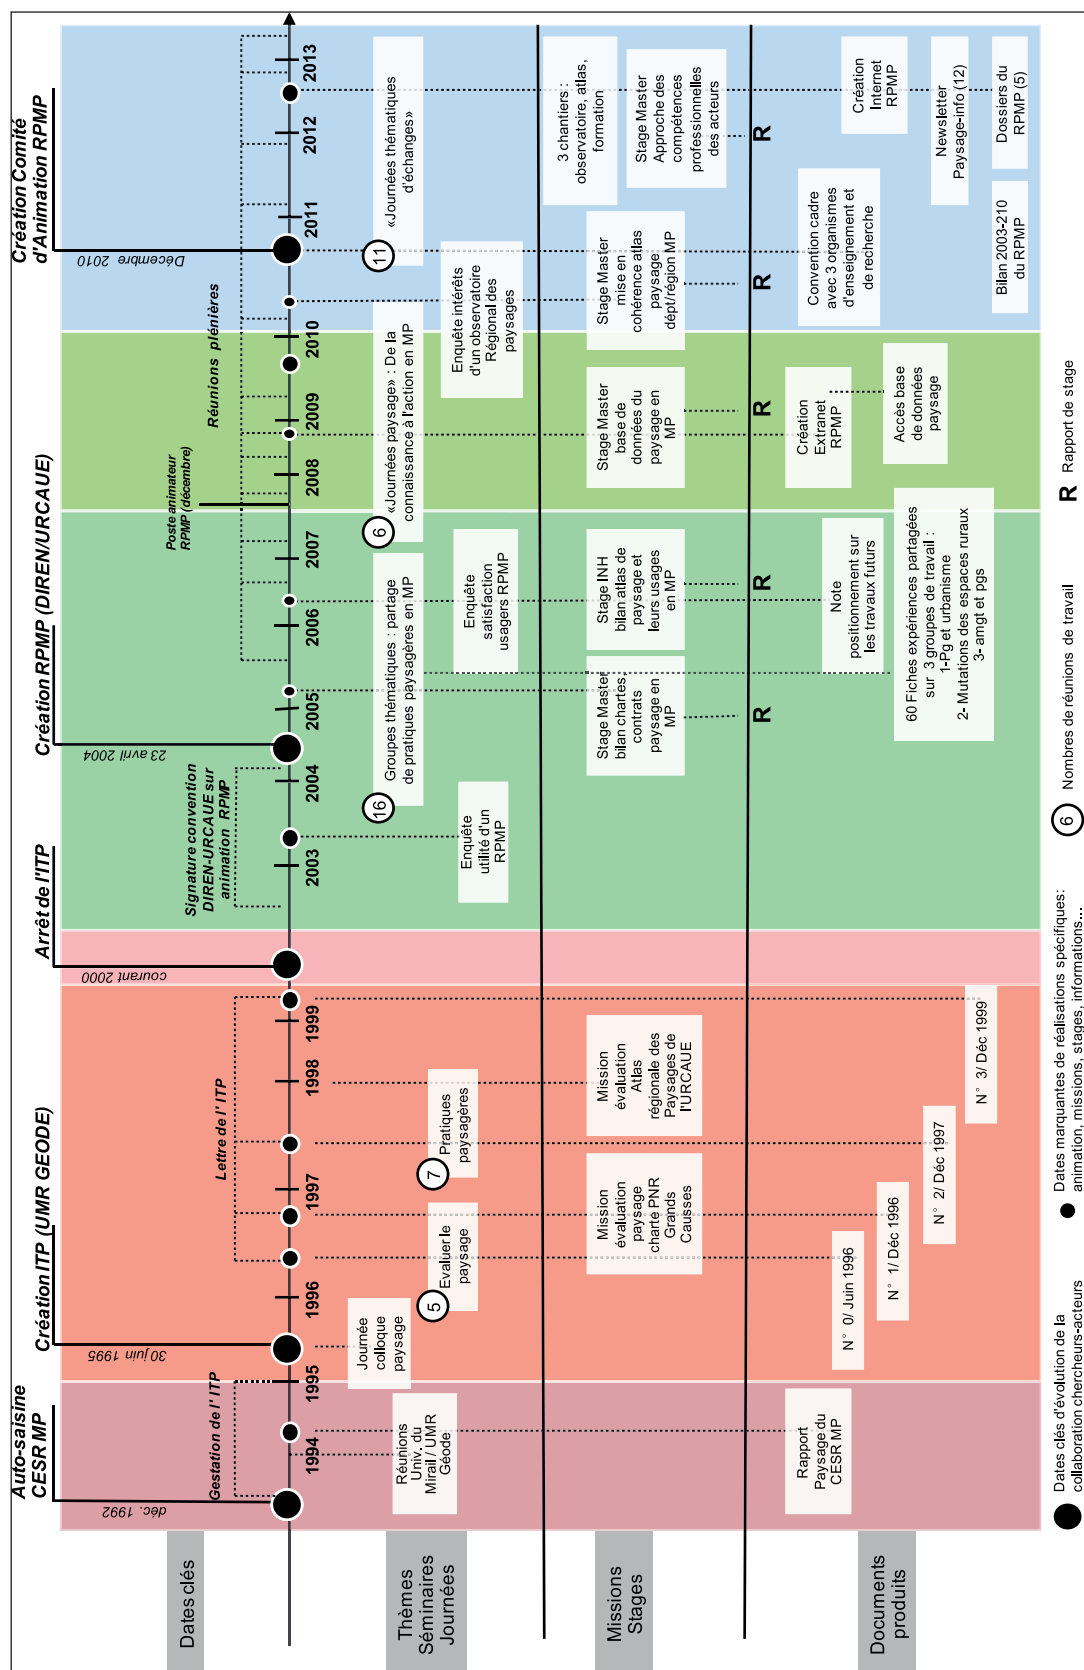 Auto-saisine
CESR MP
Création ITP (UMR GEODE)
Arrêt de l'ITP
Création RPMP (DIREN/URCAUE)
Création Comité
d'Animation RPMP
Dates clés
déc. 1992
30 juin 1995
courant 2000
23 avril 2004
Décembre 2010
Gestation de l' ITP
Lettre de l' ITP
Signature convention
DIREN-URCAUE sur
animation RPMP
Poste animateur
RPMP (décembre)
Réunions plénières
1994
1995
1996
1997
1998
1999
2003
2004
2005
2006
2007
2008
2009
2010
2011
2012
2013
Thèmes
Séminaires
Journées
Réunions
Univ. du
Mirail / UMR
Géode
Journée
colloque
paysage
5
Evaluer le
paysage
7
Pratiques
paysagères
Enquête
utilité d'un
RPMP
16
Groupes thématiques : partage
de pratiques paysagères en MP
Enquête
satisfaction
usagers RPMP
6
«Journées paysage» : De la
connaissance à l'action en MP
Enquête intérêts
d'un observatoire
Régional des
paysages
11
«Journées thématiques
d'échanges»
Missions
Stages
Mission
évaluation
paysage
charte PNR
Grands
Causses
Mission
évaluation
Atlas
régionale des
Paysages de
l'URCAUE
Stage Master
bilan chartes,
contrats
paysage en
MP
Stage INH
bilan atlas de
paysage et
leurs usages
en MP
Stage Master
base de
données du
paysage en
MP
Stage Master
mise en
cohérence atlas
paysage
dépt/région MP
3 chantiers :
observatoire, atlas,
formation
Stage Master
Approche des
compétences
professionnelles
des acteurs
R
R
R
R
R
Documents
produits
Rapport
Paysage du
CESR MP
N° 0/ Juin 1996
N° 1/ Déc 1996
N° 2/ Déc 1997
N° 3/ Déc 1999
Note
positionnement sur
les travaux futurs
60 Fiches expériences partagées
sur 3 groupes de travail :
1-Pg et urbanisme
2- Mutations des espaces ruraux
3- amgt et pgs
Création
Extranet
RPMP
Accès base
de données
paysage
Convention cadre
avec 3 organismes
d'enseignement et
de recherche
Création
Internet
RPMP
Newsletter
Paysage-info (12)
Bilan 2003-210
du RPMP
Dossiers du
RPMP (5)
Dates clés d'évolution de la
collaboration chercheurs-acteurs
Dates marquantes de réalisations spécifiques:
animation, missions, stages, informations...
6 Nombres de réunions de travail
R Rapport de stage